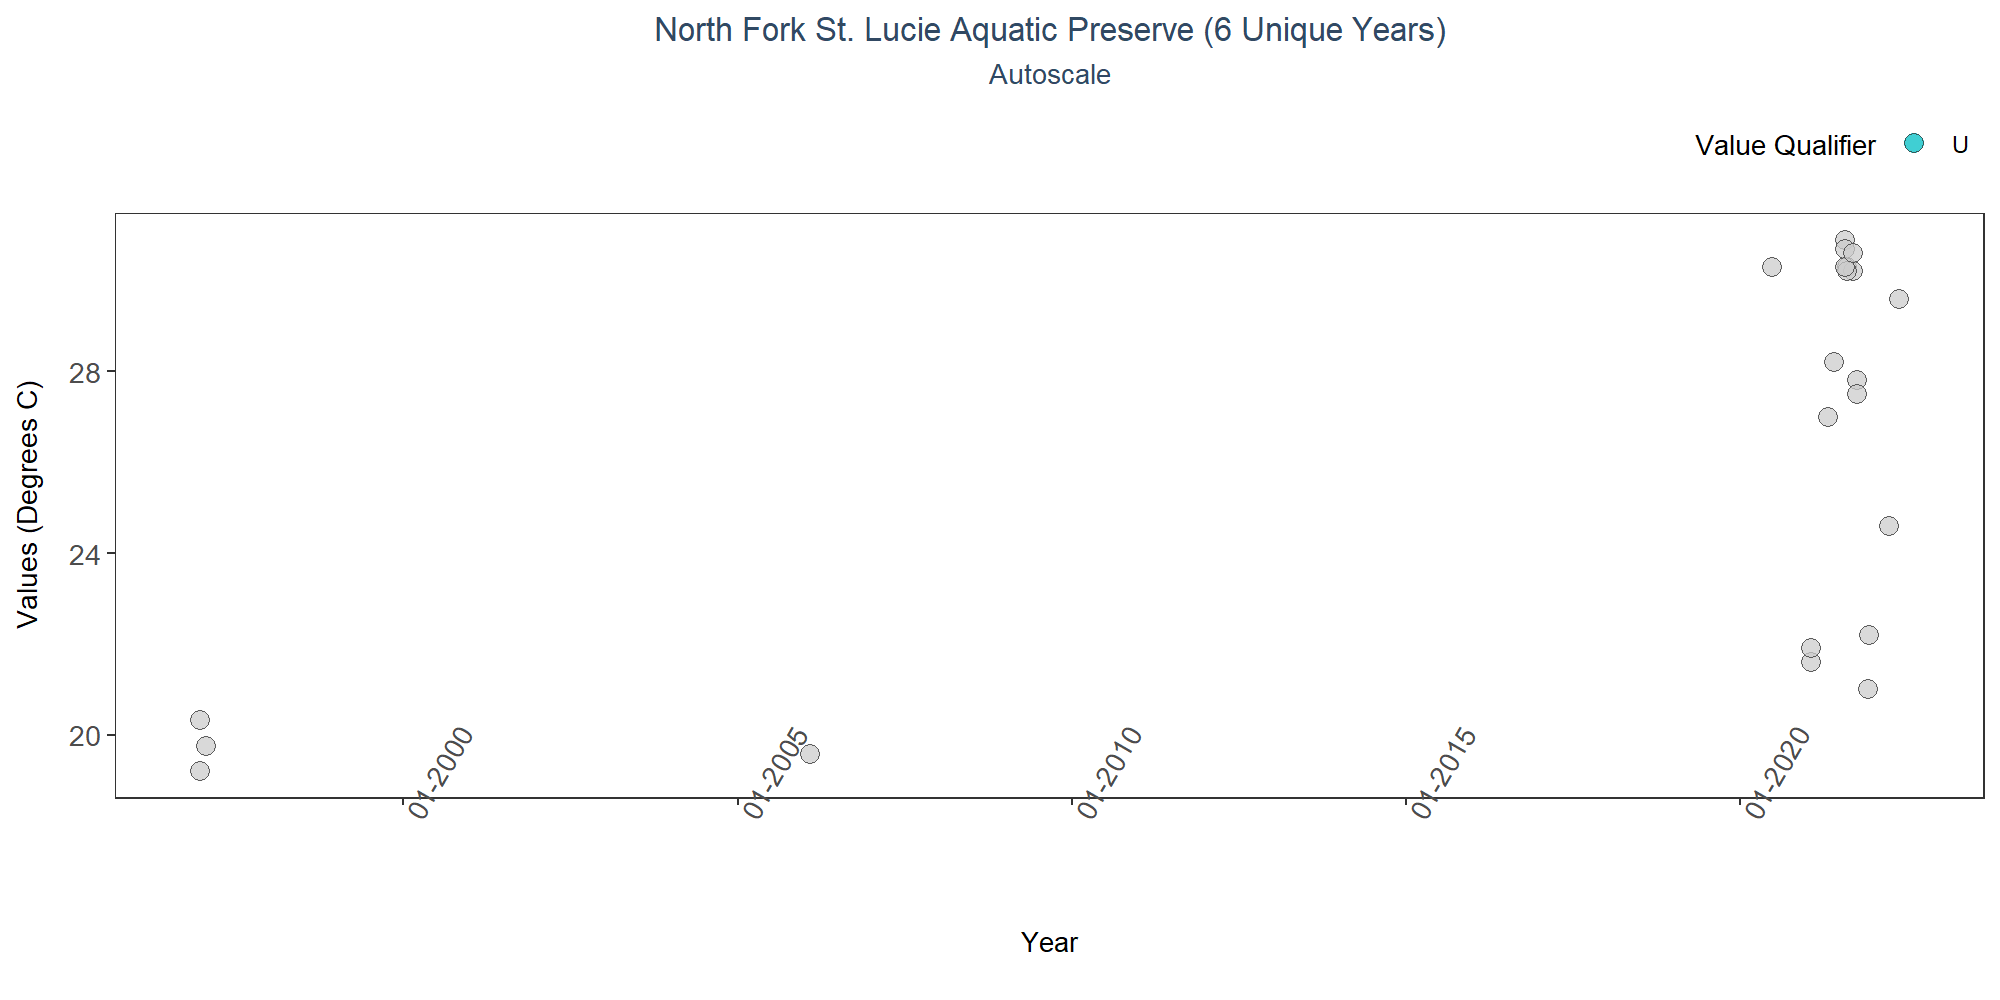 North Fork St. Lucie Aquatic Preserve (6 Unique Years)
Autoscale
Value Qualifier U
Values (Degrees C)
28
24
20
01-2000
01-2005
01-2010
01-2015
01-2020
Year